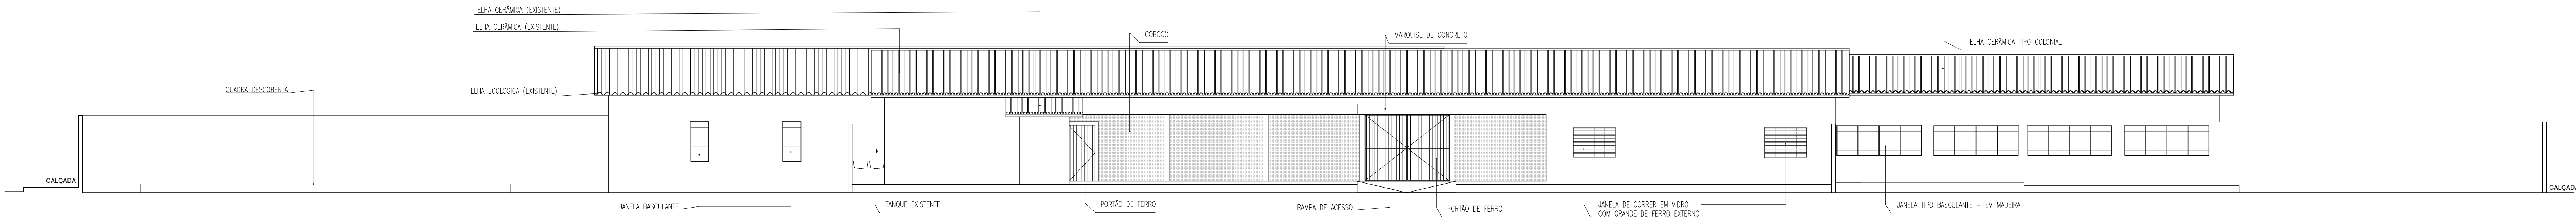 TELHA CERÂMICA (EXISTENTE)
TELHA CERÂMICA (EXISTENTE)
COBOGÓ
MARQUISE DE CONCRETO
TELHA CERÂMICA TIPO COLONIAL
QUADRA DESCOBERTA
TELHA ECOLOGICA (EXISTENTE)
CALÇADA
CALÇADA
JANELA BASCULANTE
TANQUE EXISTENTE
PORTÃO DE FERRO
RAMPA DE ACESSO
PORTÃO DE FERRO
JANELA DE CORRER EM VIDRO
COM GRANDE DE FERRO EXTERNO
JANELA TIPO BASCULANTE - EM MADEIRA